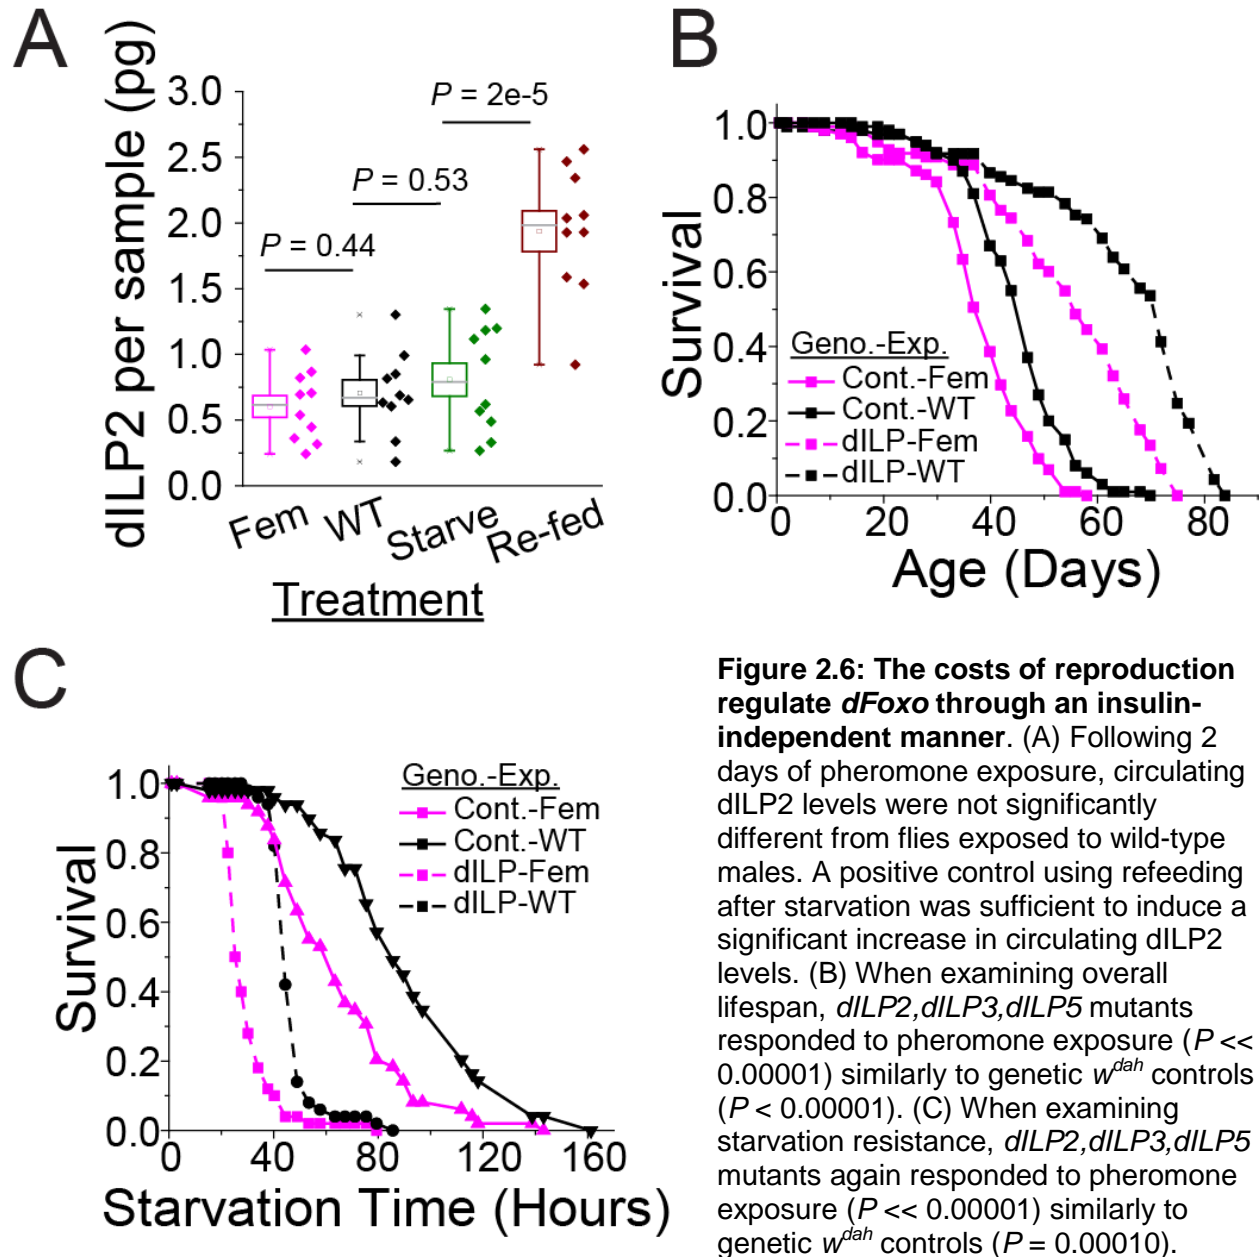 A
dILP2 per sample (pg)
3.0
2.5
2.0
1.5
1.0
0.5
0.0
P = 2e-5
P = 0.53
P = 0.44
Fem
WT
Starve
Re-fed
Treatment
B
Survival
1.0
0.8
0.6
0.4
0.2
0.0
Geno.-Exp.
Cont.-Fem
Cont.-WT
dILP-Fem
dILP-WT
0
20
40
60
80
Age (Days)
C
Survival
1.0
0.8
0.6
0.4
0.2
0.0
Geno.-Exp.
Cont.-Fem
Cont.-WT
dILP-Fem
dILP-WT
0
40
80
120
160
Starvation Time (Hours)
Figure 2.6: The costs of reproduction
regulate dFoxo through an insulin-
independent manner. (A) Following 2
days of pheromone exposure, circulating
dILP2 levels were not significantly
different from flies exposed to wild-type
males. A positive control using refeeding
after starvation was sufficient to induce a
significant increase in circulating dILP2
levels. (B) When examining overall
lifespan, dILP2,dILP3,dILP5 mutants
responded to pheromone exposure (P <<
0.00001) similarly to genetic w^dah controls
(P < 0.00001). (C) When examining
starvation resistance, dILP2,dILP3,dILP5
mutants again responded to pheromone
exposure (P << 0.00001) similarly to
genetic w^dah controls (P = 0.00010).